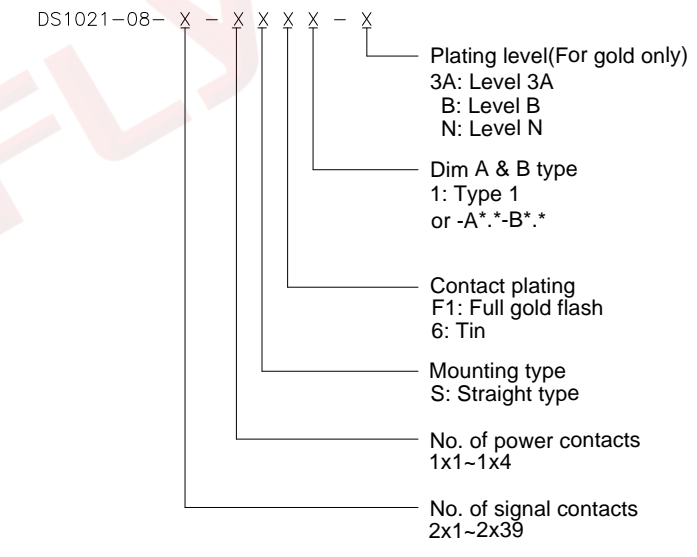 DS1021-08- X - X X X X - X
Plating level(For gold only)
3A: Level 3A
B: Level B
N: Level N
Dim A & B type
1: Type 1
or -A*.*-B*.*
Contact plating
F1: Full gold flash
6: Tin
Mounting type
S: Straight type
No. of power contacts
1x1~1x4
No. of signal contacts
2x1~2x39